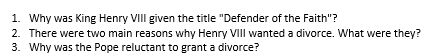 1. Why was King Henry VIII given the title "Defender of the Faith"?
2. There were two main reasons why Henry VIII wanted a divorce. What were they?
3. Why was the Pope reluctant to grant a divorce?